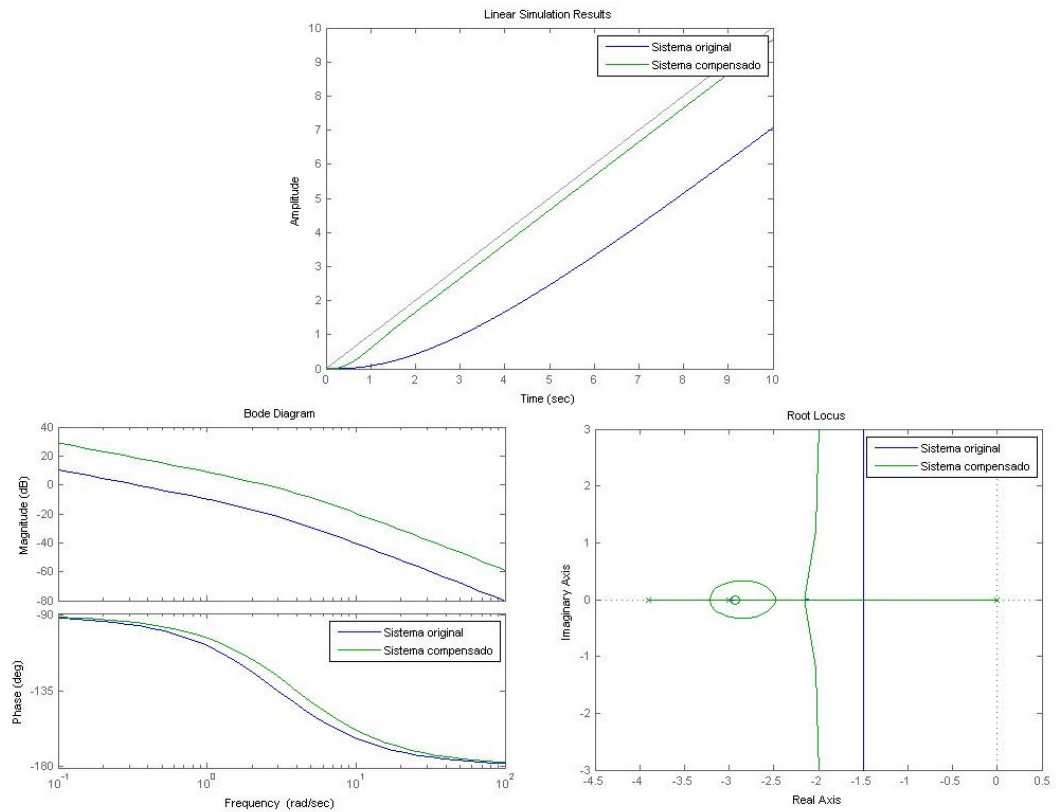 Linear Simulation Results
Amplitude
10
9
8
7
6
5
4
3
2
1
0
Sistema original
Sistema compensado
0 1 2 3 4 5 6 7 8 9 10
Time (sec)
Bode Diagram
Magnitude (dB)
40
20
0
-20
-40
-60
-80
Phase (deg)
-90
-135
-180
Sistema original
Sistema compensado
10^-1 10^0 10^1 10^2
Frequency (rad/sec)
Root Locus
Imaginary Axis
3
2
1
0
-1
-2
-3
Sistema original
Sistema compensado
-4.5 -4 -3.5 -3 -2.5 -2 -1.5 -1 -0.5 0 0.5
Real Axis